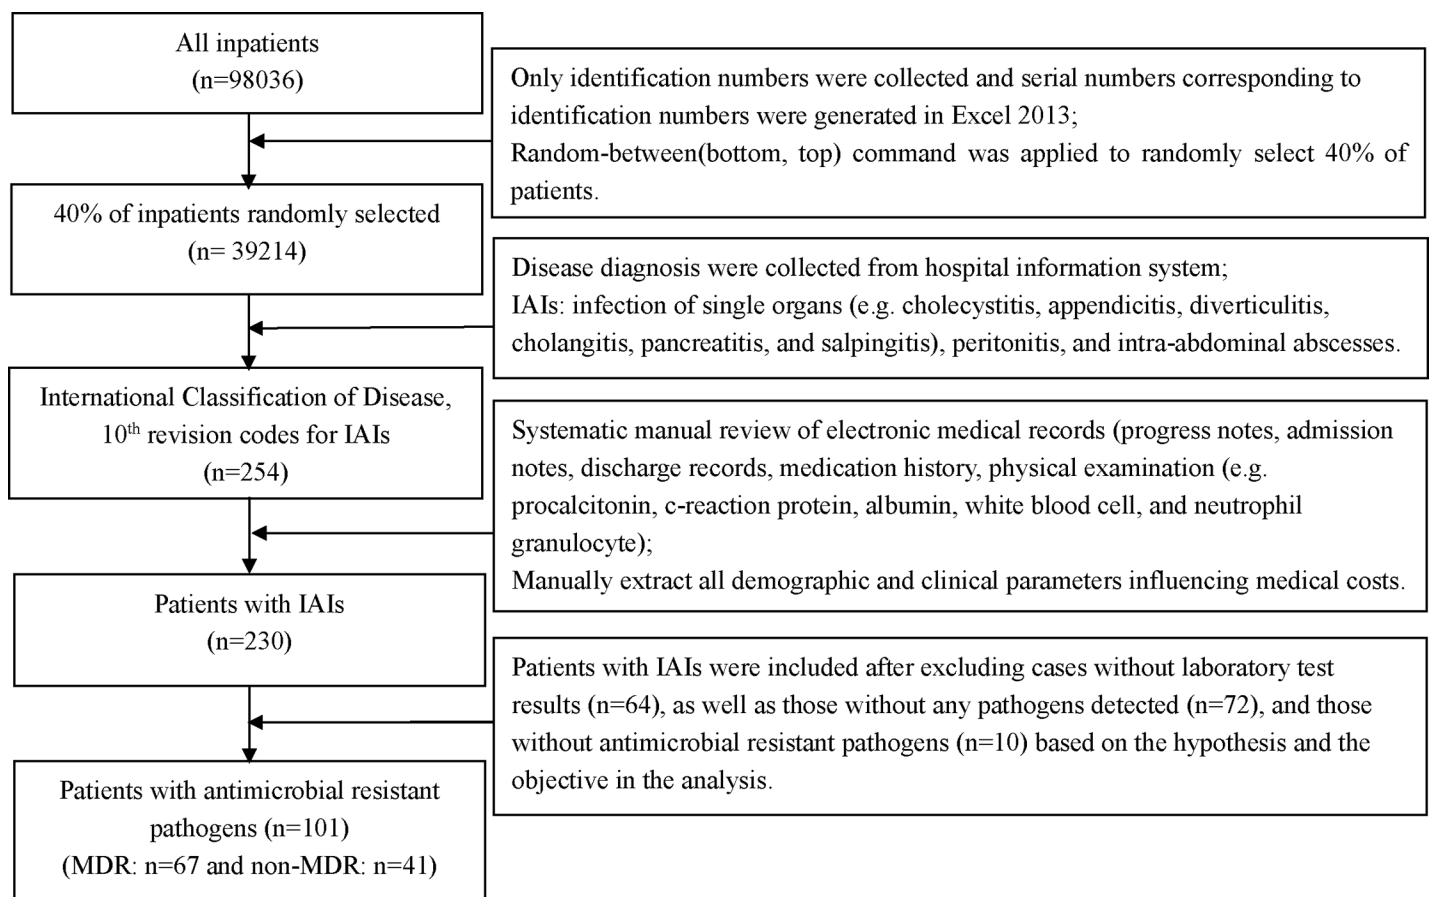 All inpatients
(n=98036)
Only identification numbers were collected and serial numbers corresponding to
identification numbers were generated in Excel 2013;
Random-between(bottom, top) command was applied to randomly select 40% of
patients.
40% of inpatients randomly selected
(n= 39214)
Disease diagnosis were collected from hospital information system;
IAIs: infection of single organs (e.g. cholecystitis, appendicitis, diverticulitis,
cholangitis, pancreatitis, and salpingitis), peritonitis, and intra-abdominal abscesses.
International Classification of Disease,
10th revision codes for IAIs
(n=254)
Systematic manual review of electronic medical records (progress notes, admission
notes, discharge records, medication history, physical examination (e.g.
procalcitonin, c-reaction protein, albumin, white blood cell, and neutrophil
granulocyte);
Manually extract all demographic and clinical parameters influencing medical costs.
Patients with IAIs
(n=230)
Patients with IAIs were included after excluding cases without laboratory test
results (n=64), as well as those without any pathogens detected (n=72), and those
without antimicrobial resistant pathogens (n=10) based on the hypothesis and the
objective in the analysis.
Patients with antimicrobial resistant
pathogens (n=101)
(MDR: n=67 and non-MDR: n=41)